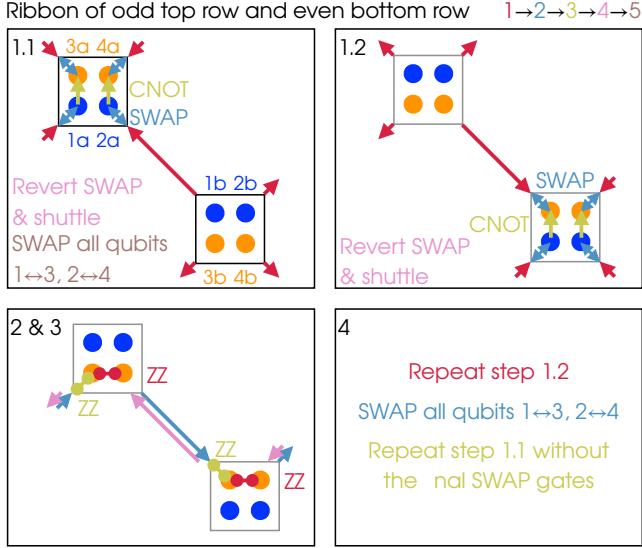 Ribbon of odd top row and even bottom row 1→2→3→4→5
1.1
3a 4a
CNOT
SWAP
1a 2a
1b 2b
Revert SWAP
& shuttle
SWAP all qubits
1↔3, 2↔4
3b 4b
1.2
SWAP
CNOT
Revert SWAP
& shuttle
2 & 3
ZZ
ZZ
ZZ
ZZ
4
Repeat step 1.2
SWAP all qubits 1↔3, 2↔4
Repeat step 1.1 without
the nal SWAP gates